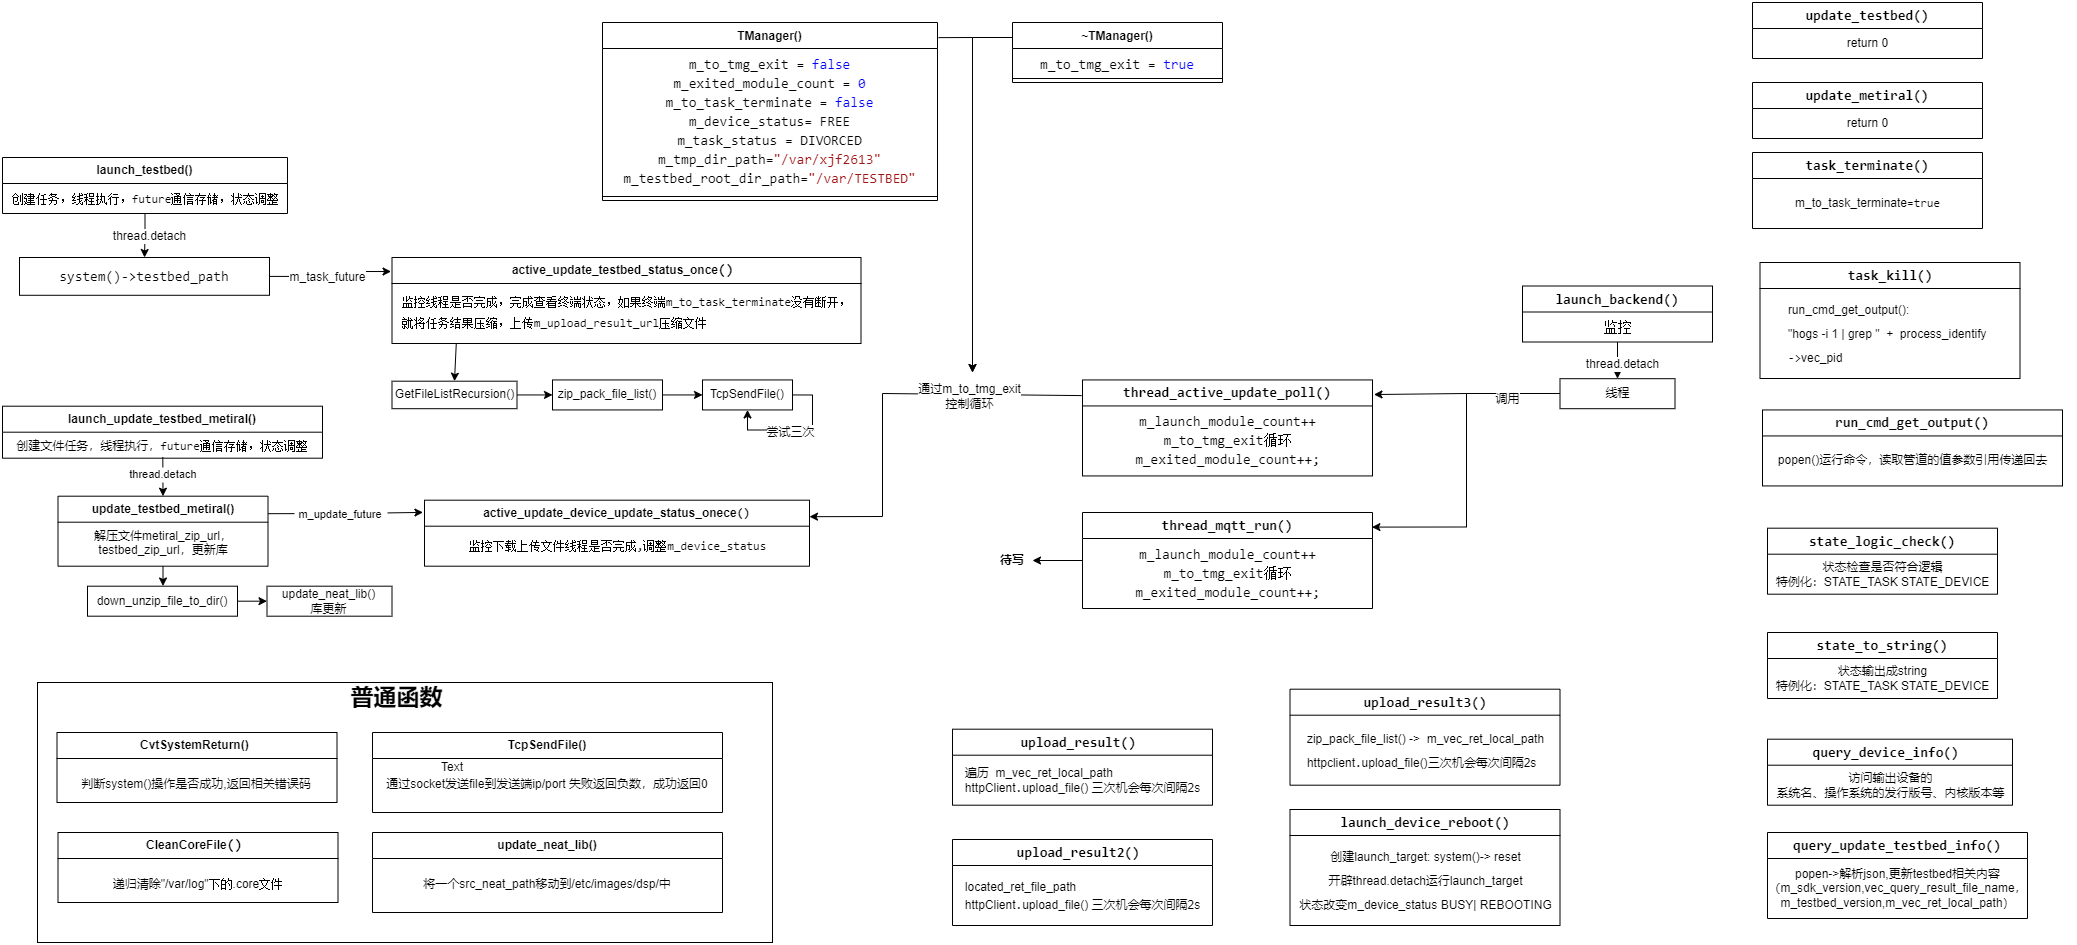 TManager()
m_to_tmg_exit = false
m_exited_module_count = 0
m_to_task_terminate = false
m_device_status= FREE
m_task_status = DIVORCED
m_tmp_dir_path="/var/xjf2613"
m_testbed_root_dir_path="/var/TESTBED"
~TManager()
m_to_tmg_exit = true
update_testbed()
return 0
update_metiral()
return 0
task_terminate()
m_to_task_terminate=true
task_kill()
run_cmd_get_output():
"hogs -i 1 | grep " + process_identify
->vec_pid
run_cmd_get_output()
popen()运行命令，读取管道的值参数引用传递回去
state_logic_check()
状态检查是否符合逻辑
特例化：STATE_TASK STATE_DEVICE
state_to_string()
状态输出成string
特例化：STATE_TASK STATE_DEVICE
query_device_info()
访问输出设备的
系统名、操作系统的发行版号、内核版本等
query_update_testbed_info()
popen->解析json,更新testbed相关内容
（m_sdk_version,vec_query_result_file_name,
m_testbed_version,m_vec_ret_local_path）
launch_testbed()
创建任务，线程执行，future通信存储，状态调整
thread.detach
system()->testbed_path
m_task_future
active_update_testbed_status_once()
监控线程是否完成，完成查看终端状态，如果终端m_to_task_terminate没有断开，
就将任务结果压缩，上传m_upload_result_url压缩文件
GetFileListRecursion()
zip_pack_file_list()
TcpSendFile()
尝试三次
通过m_to_tmg_exit
控制循环
launch_backend()
监控
thread.detach
线程
调用
thread_active_update_poll()
m_launch_module_count++
m_to_tmg_exit循环
m_exited_module_count++;
thread_mqtt_run()
m_launch_module_count++
m_to_tmg_exit循环
m_exited_module_count++;
待写
launch_update_testbed_metiral()
创建文件任务，线程执行，future通信存储，状态调整
thread.detach
update_testbed_metiral()
解压文件metiral_zip_url，
testbed_zip_url，更新库
m_update_future
active_update_device_update_status_onece()
监控下载上传文件线程是否完成,调整m_device_status
down_unzip_file_to_dir()
update_neat_lib()
库更新
普通函数
CvtSystemReturn()
判断system()操作是否成功,返回相关错误码
TcpSendFile()
Text
通过socket发送file到发送端ip/port 失败返回负数，成功返回0
CleanCoreFile()
递归清除"/var/log"下的.core文件
update_neat_lib()
将一个src_neat_path移动到/etc/images/dsp/中
upload_result()
遍历 m_vec_ret_local_path
httpClient.upload_file() 三次机会每次间隔2s
upload_result2()
located_ret_file_path
httpClient.upload_file() 三次机会每次间隔2s
upload_result3()
zip_pack_file_list() -> m_vec_ret_local_path
httpclient.upload_file()三次机会每次间隔2s
launch_device_reboot()
创建launch_target: system()-> reset
开辟thread.detach运行launch_target
状态改变m_device_status BUSY| REBOOTING